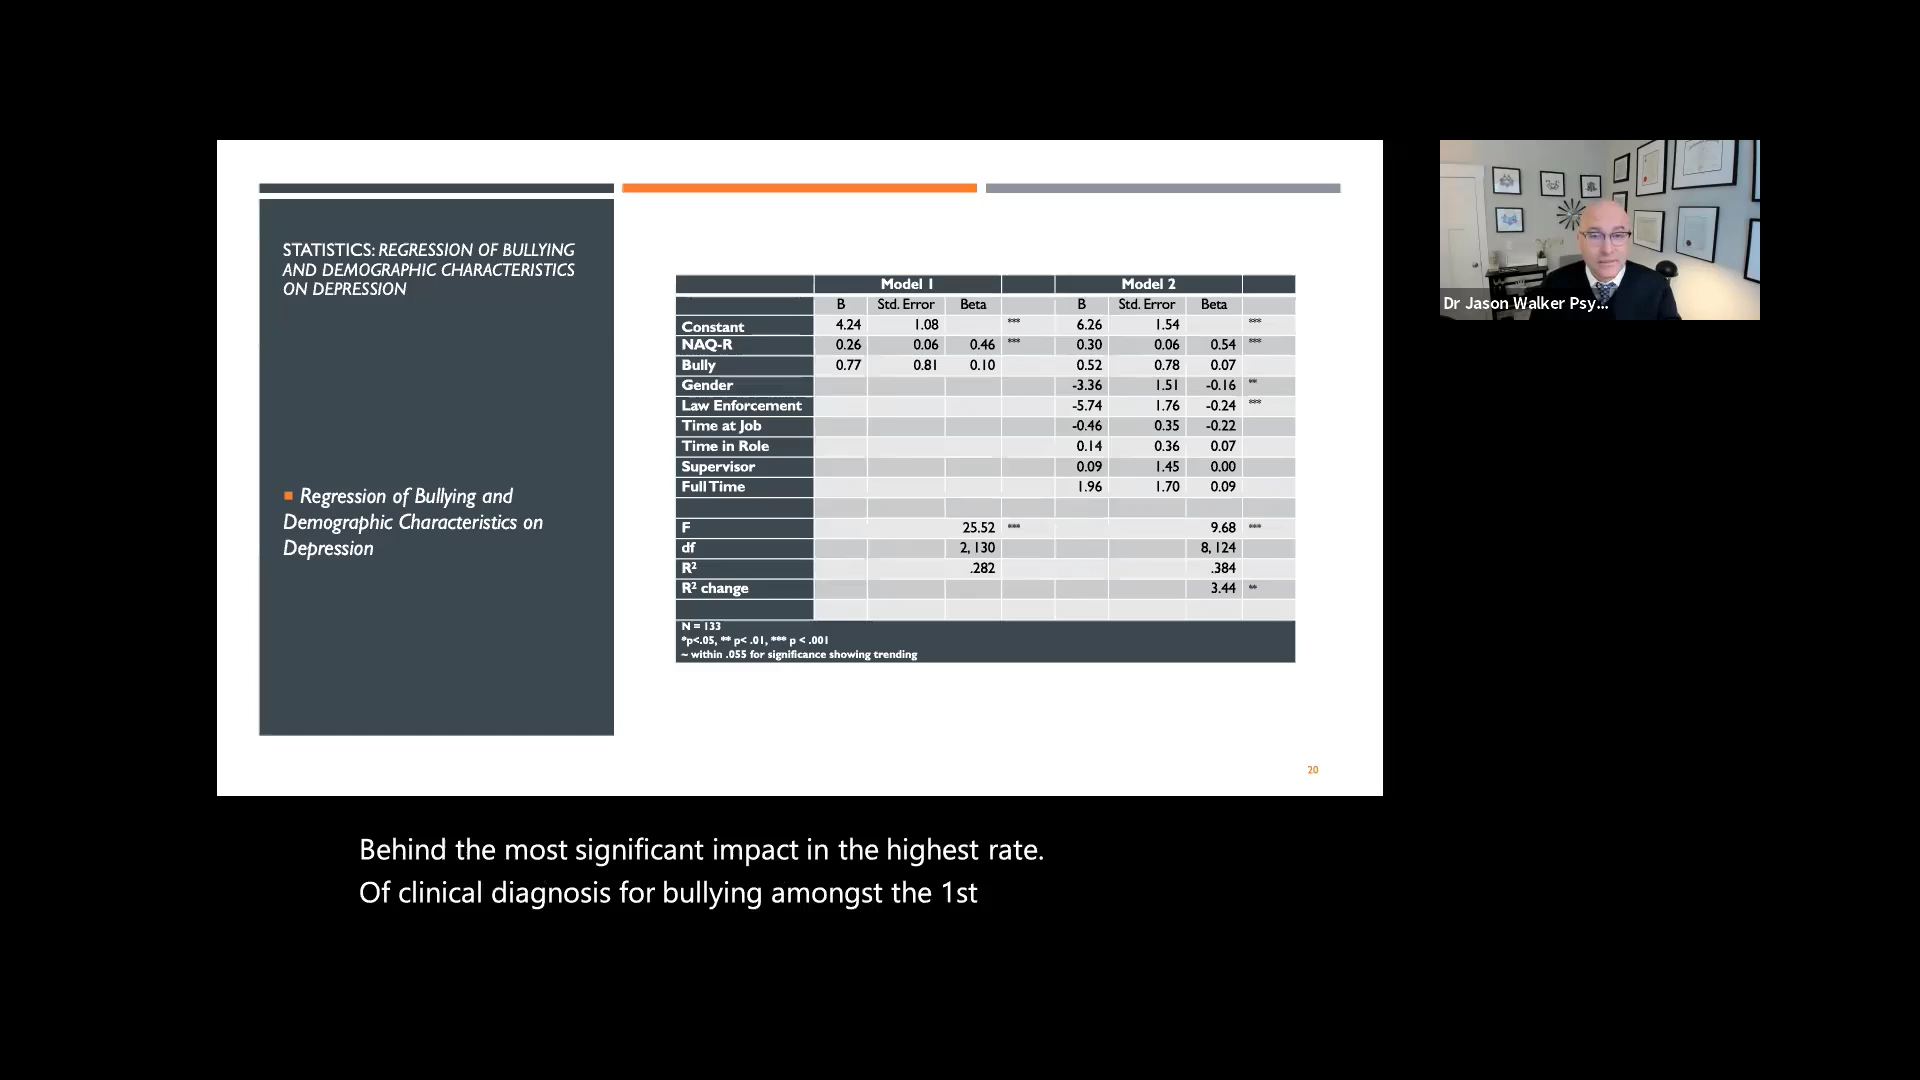 STATISTICS: REGRESSION OF BULLYING
AND DEMOGRAPHIC CHARACTERISTICS
ON DEPRESSION
Regression of Bullying and
Demographic Characteristics on
Depression
Model 1 Model 2
B Std. Error Beta B Std. Error Beta
Constant 4.24 1.08 *** 6.26 1.54 ***
NAQ-R 0.26 0.06 0.46 *** 0.30 0.06 0.54 ***
Bully 0.77 0.81 0.10 0.52 0.78 0.07
Gender -3.36 1.51 -0.16 **
Law Enforcement -5.74 1.76 -0.24 ***
Time at Job -0.46 0.35 -0.22
Time in Role 0.14 0.36 0.07
Supervisor 0.09 1.45 0.00
Full Time 1.96 1.70 0.09
F 25.52 *** 9.68 ***
df 2, 130 8, 124
R² .282 .384
R² change 3.44 **
N = 133
*p<.05, ** p< .01, *** p < .001
~ within .055 for significance showing trending
20
Dr Jason Walker Psy...
Behind the most significant impact in the highest rate.
Of clinical diagnosis for bullying amongst the 1st